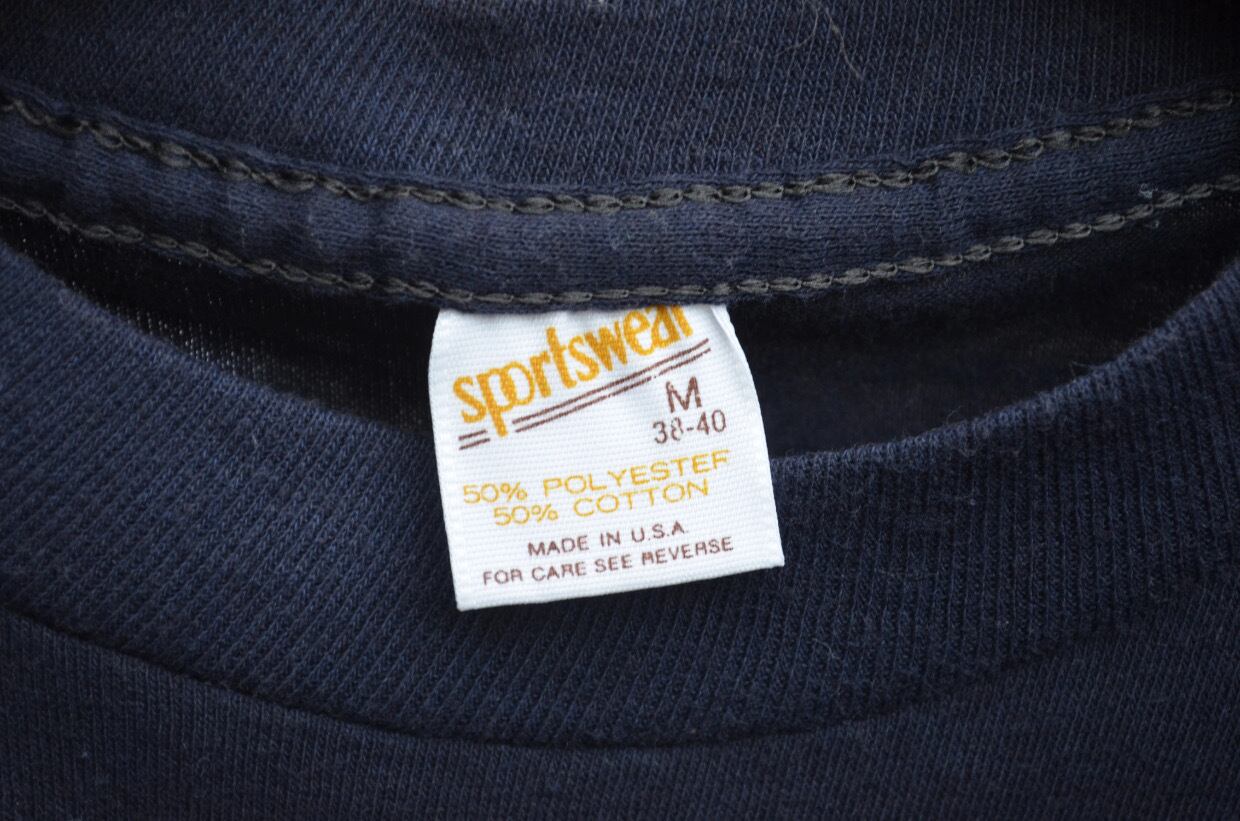 sportswear
M
38-40
50% POLYESTER
50% COTTON
MADE IN U.S.A.
FOR CARE SEE REVERSE